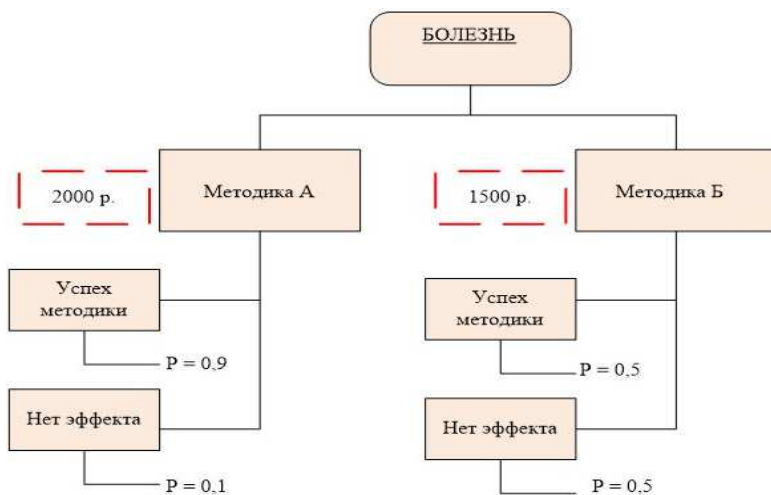 БОЛЕЗНЬ
2000 р.
Методика А
1500 р.
Методика Б
Успех
методики
P = 0,9
Нет эффекта
P = 0,1
Успех
методики
P = 0,5
Нет эффекта
P = 0,5